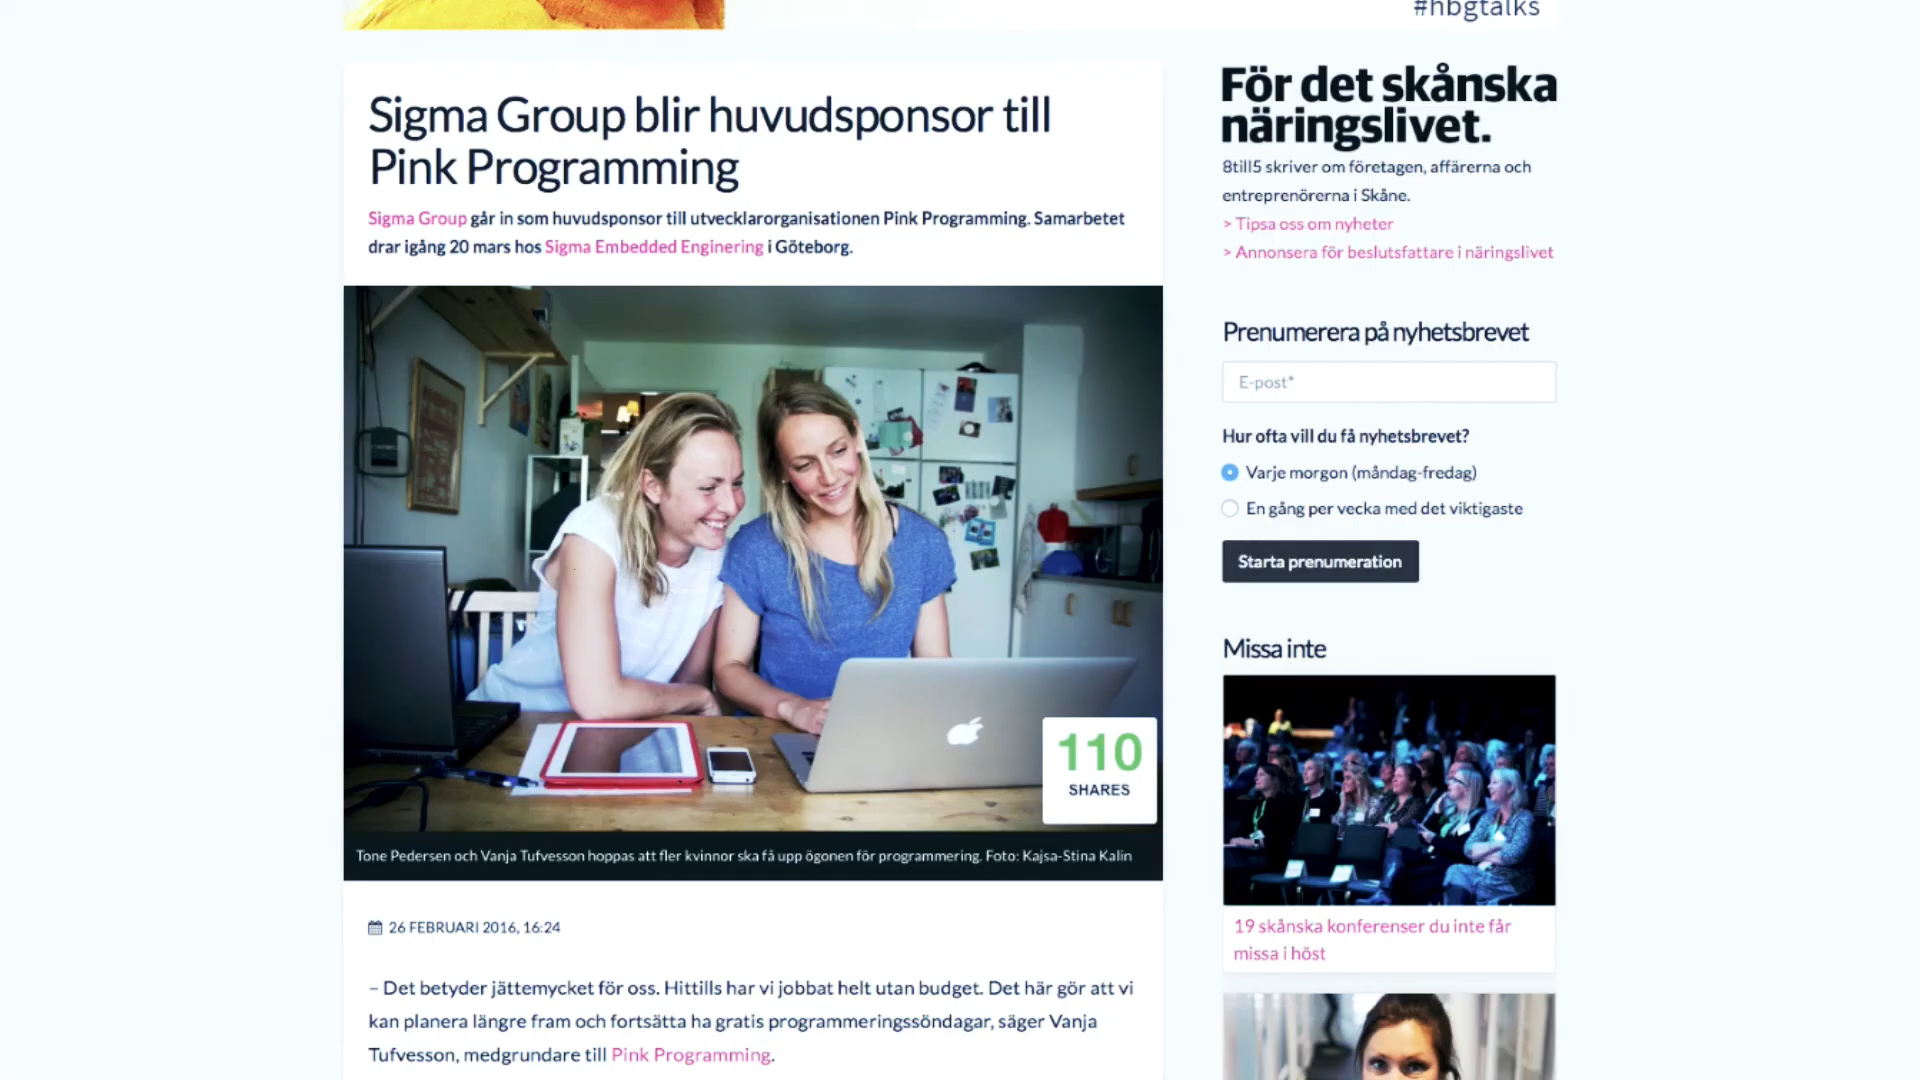 #hbgtalks
Sigma Group blir huvudsponsor till
Pink Programming
Sigma Group går in som huvudsponsor till utvecklarorganisationen Pink Programming. Samarbetet
drar igång 20 mars hos Sigma Embedded Enginering i Göteborg.
110
SHARES
Tone Pedersen och Vanja Tufvesson hoppas att fler kvinnor ska få upp ögonen för programmering. Foto: Kajsa-Stina Kalin
26 FEBRUARI 2016, 16:24
– Det betyder jättemycket för oss. Hittills har vi jobbat helt utan budget. Det här gör att vi
kan planera längre fram och fortsätta ha gratis programmeringssöndagar, säger Vanja
Tufvesson, medgrundare till Pink Programming.
För det skånska
näringslivet.
8till5 skriver om företagen, affärerna och
entreprenörerna i Skåne.
> Tipsa oss om nyheter
> Annonsera för beslutsfattare i näringslivet
Prenumerera på nyhetsbrevet
E-post*
Hur ofta vill du få nyhetsbrevet?
Varje morgon (måndag-fredag)
En gång per vecka med det viktigaste
Starta prenumeration
Missa inte
19 skånska konferenser du inte får
missa i höst